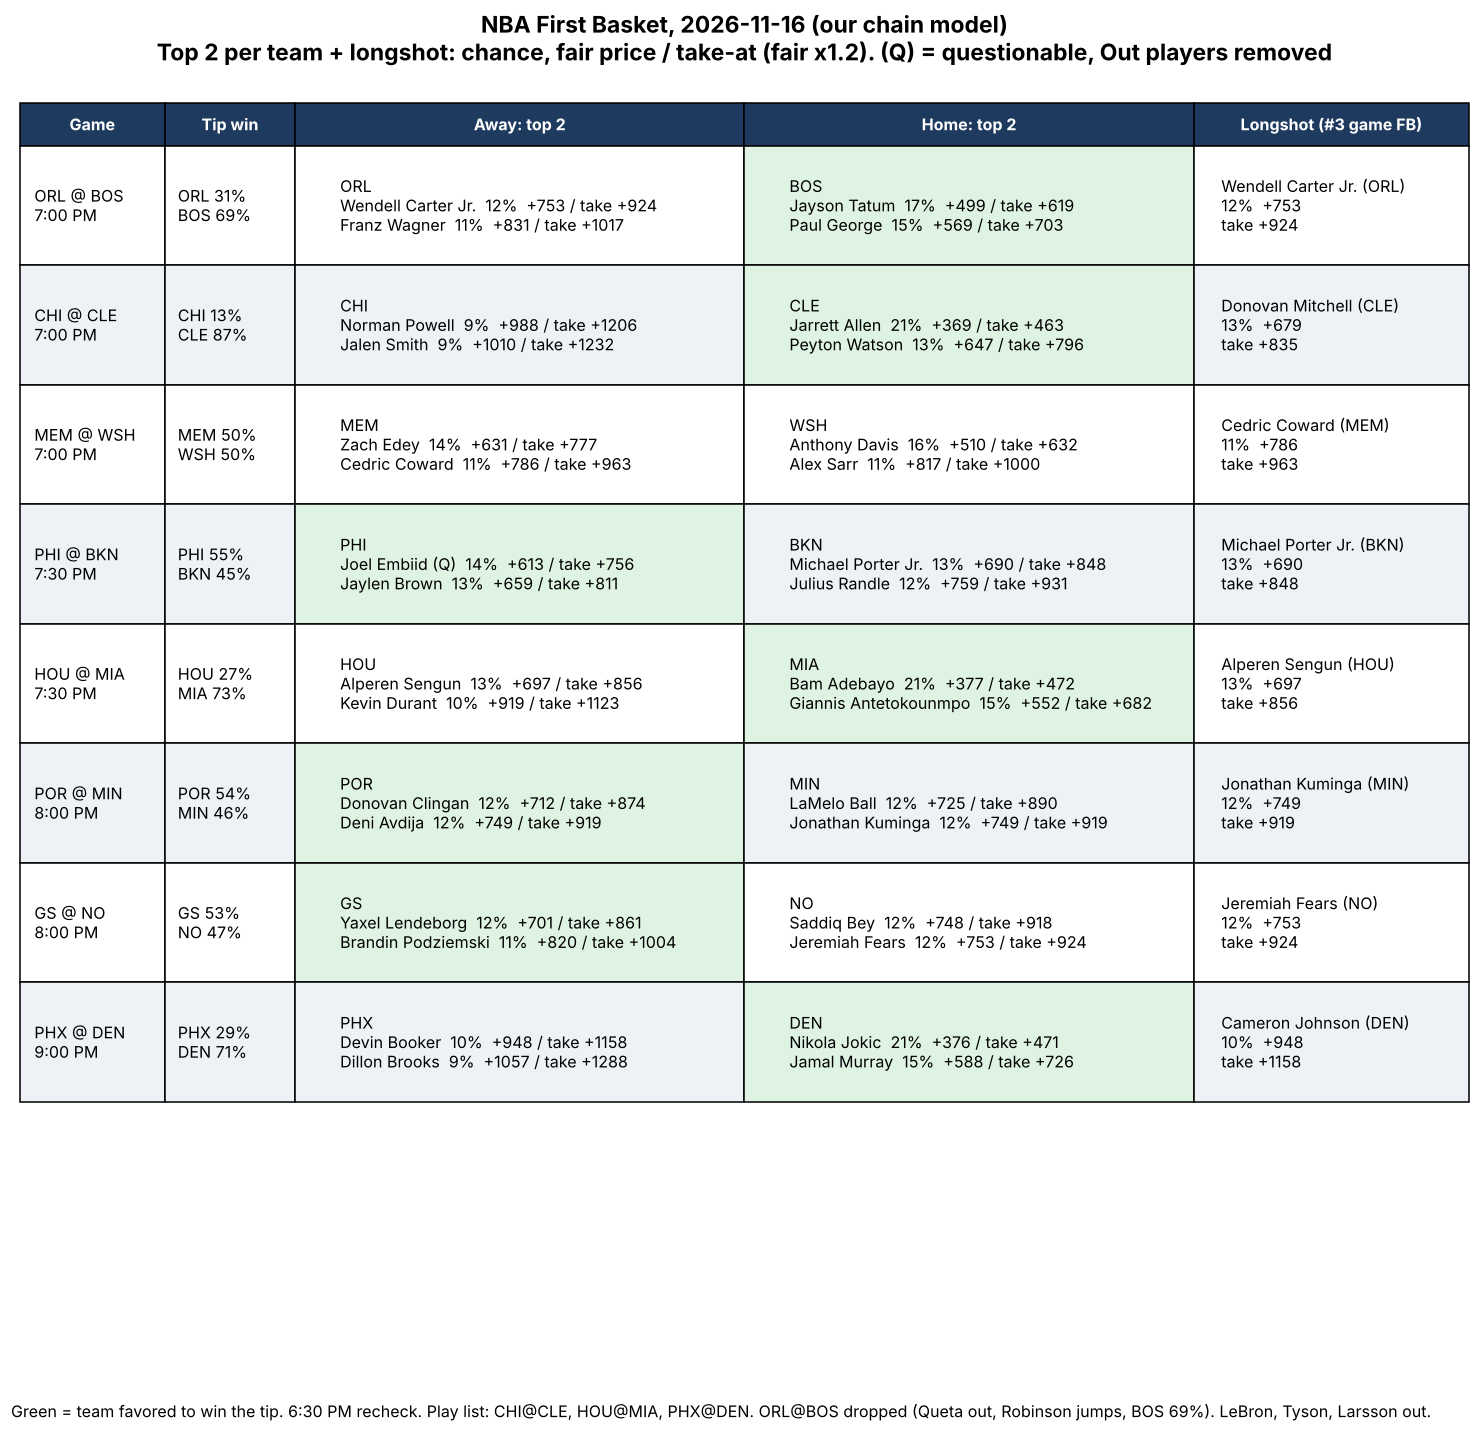 NBA First Basket, 2026-11-16 (our chain model)
Top 2 per team + longshot: chance, fair price / take-at (fair x1.2). (Q) = questionable, Out players removed
Game Tip win Away: top 2 Home: top 2 Longshot (#3 game FB)
ORL @ BOS
7:00 PM
ORL 31%
BOS 69%
ORL
Wendell Carter Jr. 12% +753 / take +924
Franz Wagner 11% +831 / take +1017
BOS
Jayson Tatum 17% +499 / take +619
Paul George 15% +569 / take +703
Wendell Carter Jr. (ORL)
12% +753
take +924
CHI @ CLE
7:00 PM
CHI 13%
CLE 87%
CHI
Norman Powell 9% +988 / take +1206
Jalen Smith 9% +1010 / take +1232
CLE
Jarrett Allen 21% +369 / take +463
Peyton Watson 13% +647 / take +796
Donovan Mitchell (CLE)
13% +679
take +835
MEM @ WSH
7:00 PM
MEM 50%
WSH 50%
MEM
Zach Edey 14% +631 / take +777
Cedric Coward 11% +786 / take +963
WSH
Anthony Davis 16% +510 / take +632
Alex Sarr 11% +817 / take +1000
Cedric Coward (MEM)
11% +786
take +963
PHI @ BKN
7:30 PM
PHI 55%
BKN 45%
PHI
Joel Embiid (Q) 14% +613 / take +756
Jaylen Brown 13% +659 / take +811
BKN
Michael Porter Jr. 13% +690 / take +848
Julius Randle 12% +759 / take +931
Michael Porter Jr. (BKN)
13% +690
take +848
HOU @ MIA
7:30 PM
HOU 27%
MIA 73%
HOU
Alperen Sengun 13% +697 / take +856
Kevin Durant 10% +919 / take +1123
MIA
Bam Adebayo 21% +377 / take +472
Giannis Antetokounmpo 15% +552 / take +682
Alperen Sengun (HOU)
13% +697
take +856
POR @ MIN
8:00 PM
POR 54%
MIN 46%
POR
Donovan Clingan 12% +712 / take +874
Deni Avdija 12% +749 / take +919
MIN
LaMelo Ball 12% +725 / take +890
Jonathan Kuminga 12% +749 / take +919
Jonathan Kuminga (MIN)
12% +749
take +919
GS @ NO
8:00 PM
GS 53%
NO 47%
GS
Yaxel Lendeborg 12% +701 / take +861
Brandin Podziemski 11% +820 / take +1004
NO
Saddiq Bey 12% +748 / take +918
Jeremiah Fears 12% +753 / take +924
Jeremiah Fears (NO)
12% +753
take +924
PHX @ DEN
9:00 PM
PHX 29%
DEN 71%
PHX
Devin Booker 10% +948 / take +1158
Dillon Brooks 9% +1057 / take +1288
DEN
Nikola Jokic 21% +376 / take +471
Jamal Murray 15% +588 / take +726
Cameron Johnson (DEN)
10% +948
take +1158
Green = team favored to win the tip. 6:30 PM recheck. Play list: CHI@CLE, HOU@MIA, PHX@DEN. ORL@BOS dropped (Queta out, Robinson jumps, BOS 69%). LeBron, Tyson, Larsson out.